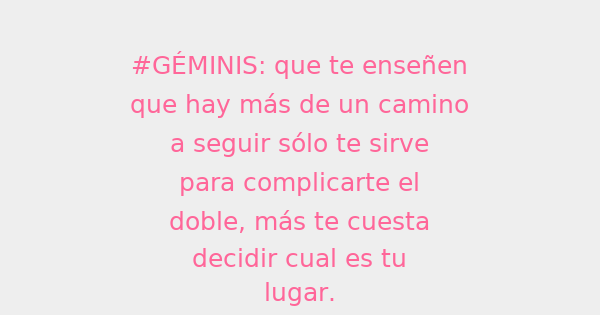 #GÉMINIS: que te enseñen
que hay más de un camino
a seguir sólo te sirve
para complicarte el
doble, más te cuesta
decidir cual es tu
lugar.